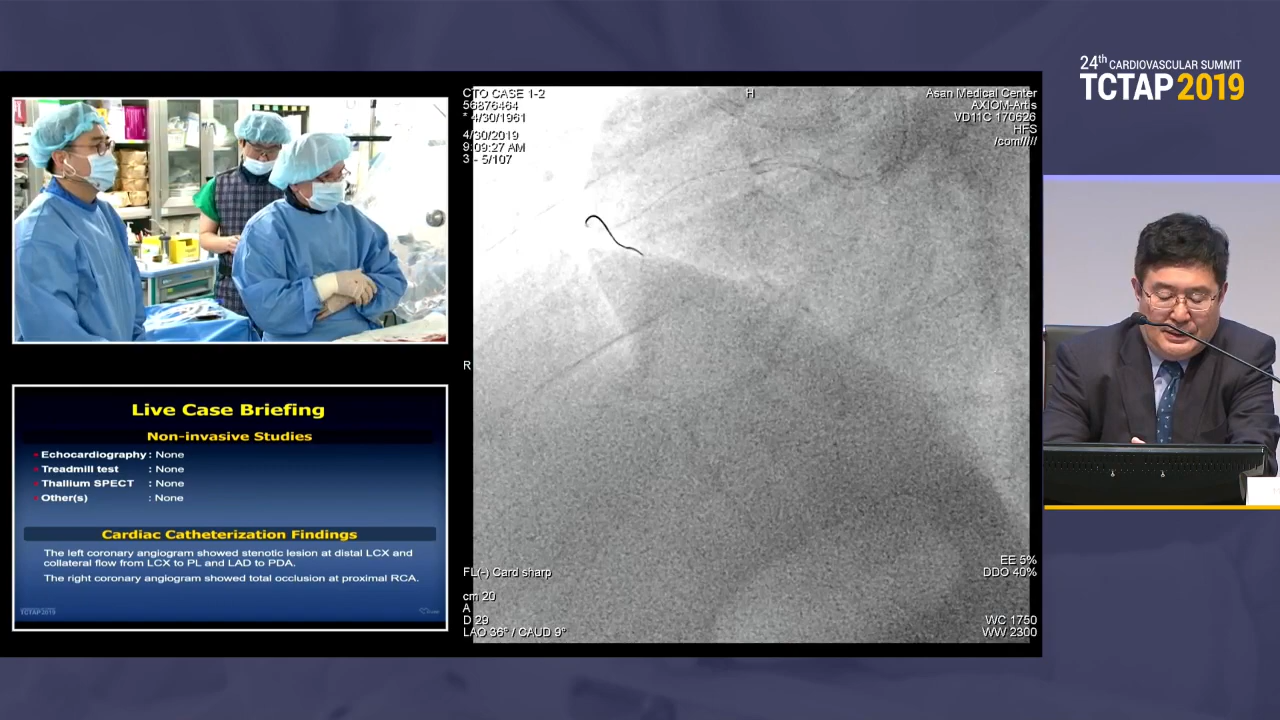 24th CARDIOVASCULAR SUMMIT
TCTAP 2019
CTO CASE 1-2
56876464
* 4/30/1961
4/30/2019
9:09:27 AM
3 - 5/107
H
Asan Medical Center
AXIOM-Artis
VD11C 170626
HFS
/com/////
R
FL(-) Card sharp
cm 20
A
D 29
LAO 36° / CAUD 9°
EE 5%
DDO 40%
WC 1750
WW 2300
Live Case Briefing
Non-invasive Studies
Echocardiography : None
Treadmill test : None
Thallium SPECT : None
Other(s) : None
Cardiac Catheterization Findings
The left coronary angiogram showed stenotic lesion at distal LCX and
collateral flow from LCX to PL and LAD to PDA.
The right coronary angiogram showed total occlusion at proximal RCA.
TCTAP2019